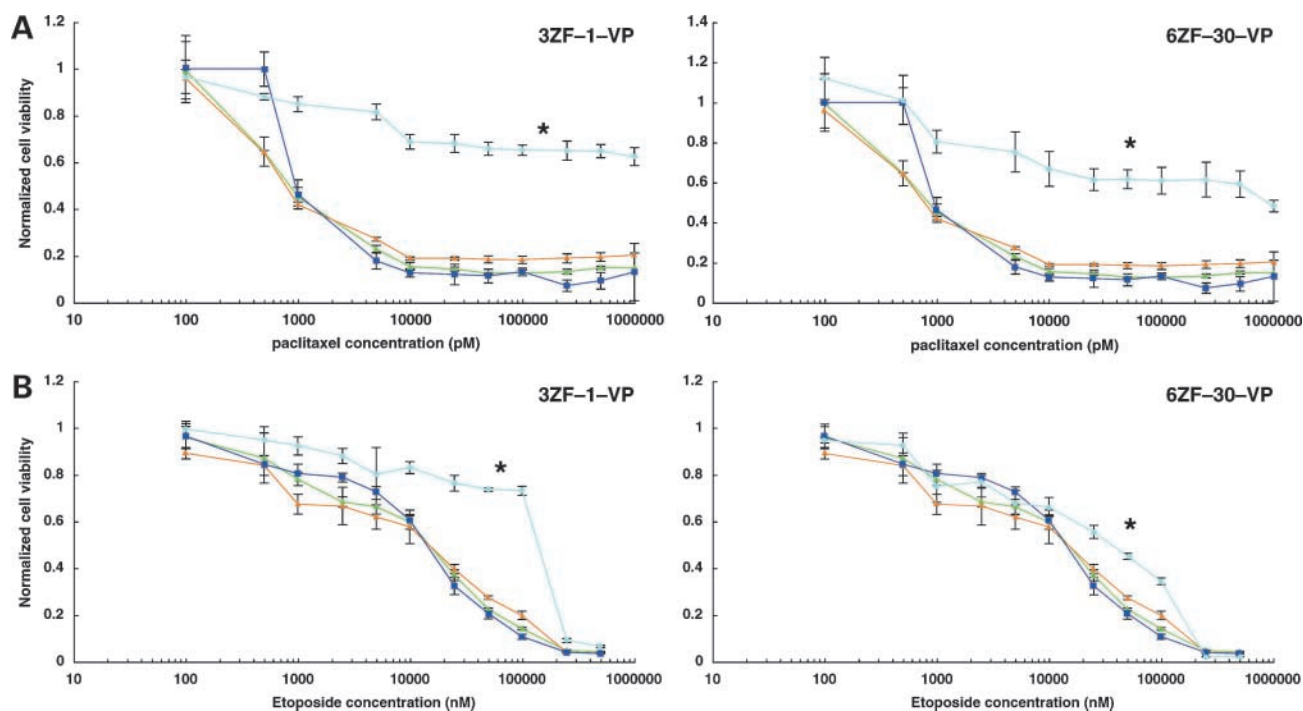 A
3ZF–1–VP
Normalized cell viability
1.2
1
0.8
0.6
0.4
0.2
0
*
10 100 1000 10000 100000 1000000
paclitaxel concentration (pM)
6ZF–30–VP
1.4
1.2
1
0.8
0.6
0.4
0.2
0
*
10 100 1000 10000 100000 1000000
paclitaxel concentration (pM)
B
3ZF–1–VP
Normalized cell viability
1.2
1
0.8
0.6
0.4
0.2
0
*
10 100 1000 10000 100000 1000000
Etoposide concentration (nM)
6ZF–30–VP
1.2
1
0.8
0.6
0.4
0.2
0
*
10 100 1000 10000 100000 1000000
Etoposide concentration (nM)